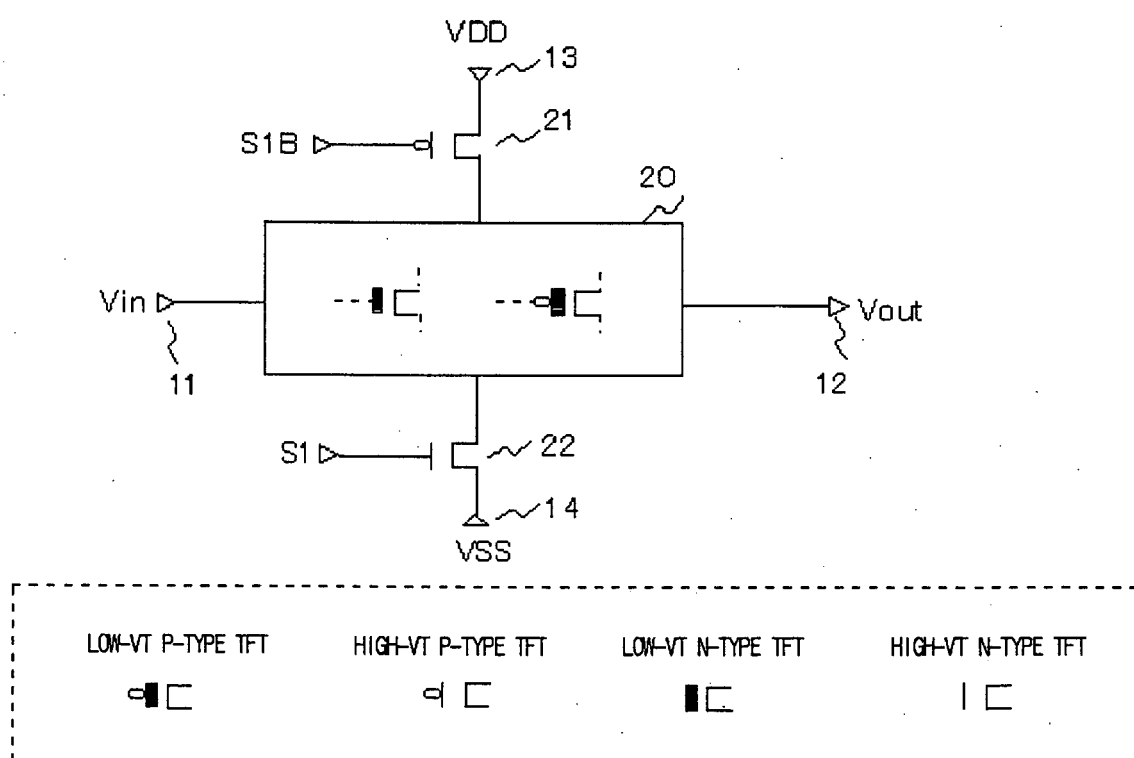 VDD
13
S1B
21
20
Vin
Vout
11
12
S1
22
14
VSS
LOW-VT P-TYPE TFT
HIGH-VT P-TYPE TFT
LOW-VT N-TYPE TFT
HIGH-VT N-TYPE TFT